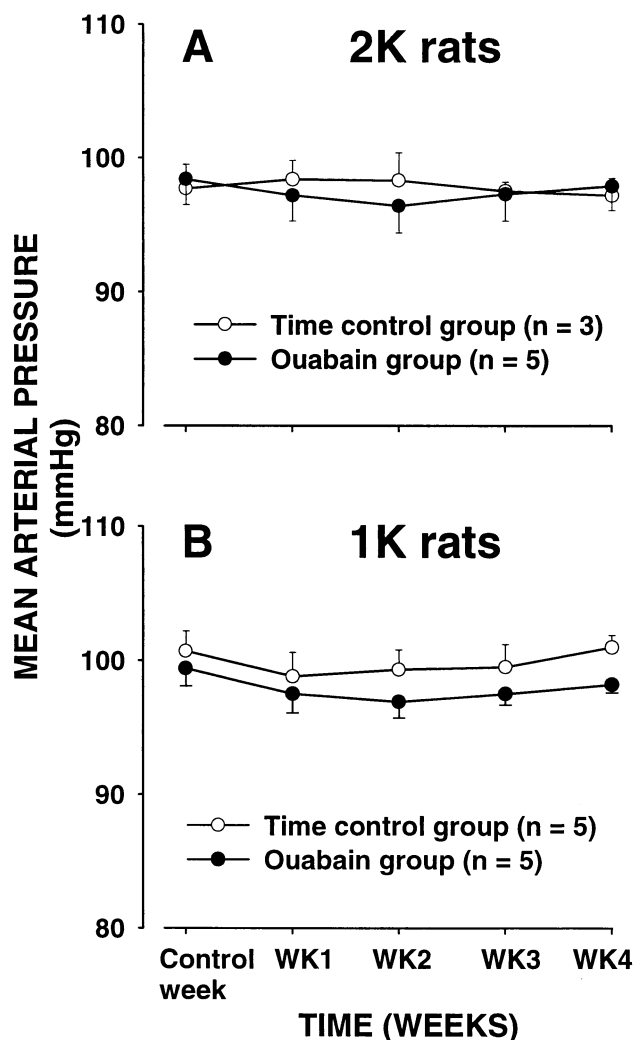 110
A 2K rats
100
90
Time control group (n = 3)
Ouabain group (n = 5)
80
MEAN ARTERIAL PRESSURE
(mmHg)
110
B 1K rats
100
90
Time control group (n = 5)
Ouabain group (n = 5)
80
Control week WK1 WK2 WK3 WK4
TIME (WEEKS)